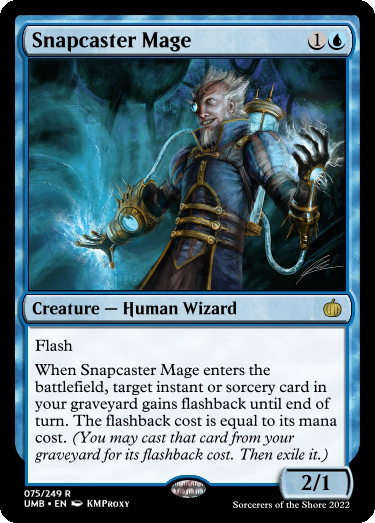 Snapcaster Mage 1
Creature — Human Wizard
Flash
When Snapcaster Mage enters the
battlefield, target instant or sorcery card in
your graveyard gains flashback until end of
turn. The flashback cost is equal to its mana
cost. (You may cast that card from your
graveyard for its flashback cost. Then exile it.)
2/1
075/249 R
UMB • EN KMProxy
Sorcerers of the Shore 2022